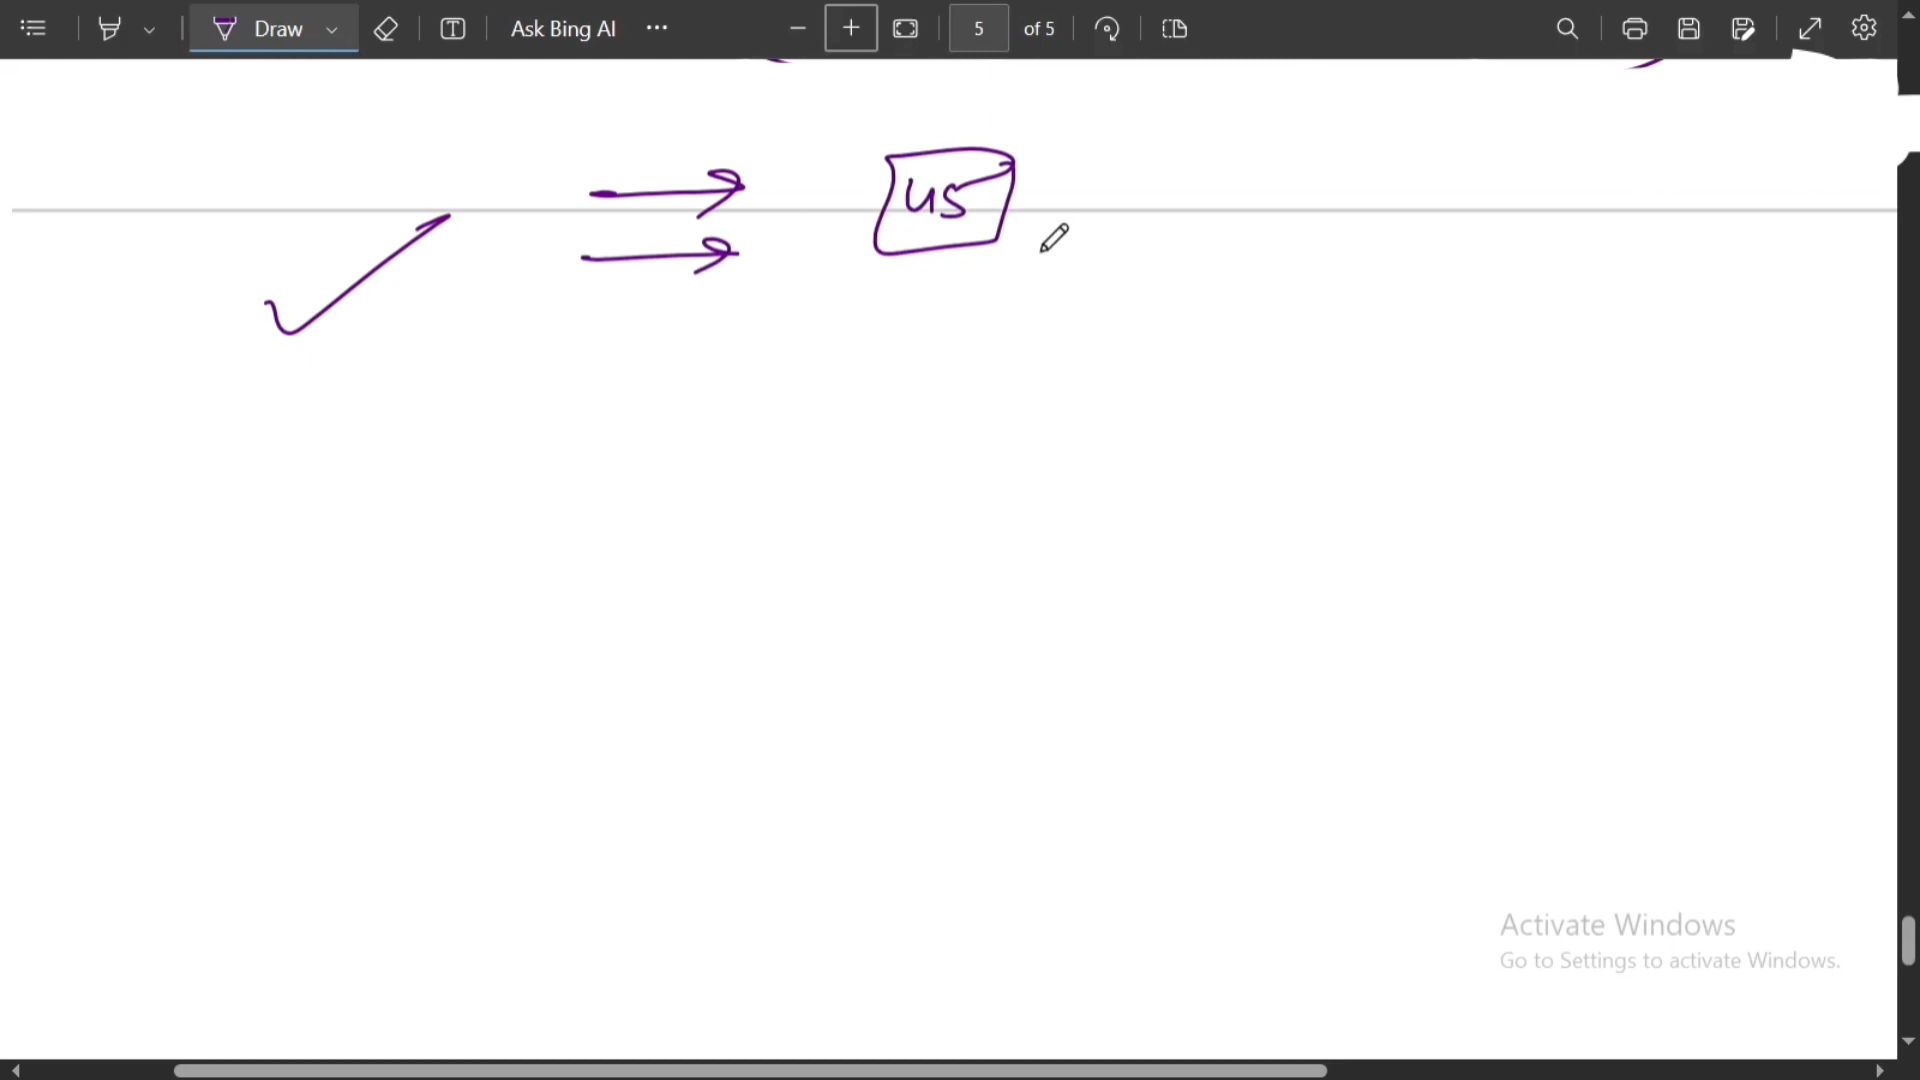 Draw
Ask Bing AI
5 of 5
us
Activate Windows
Go to Settings to activate Windows.